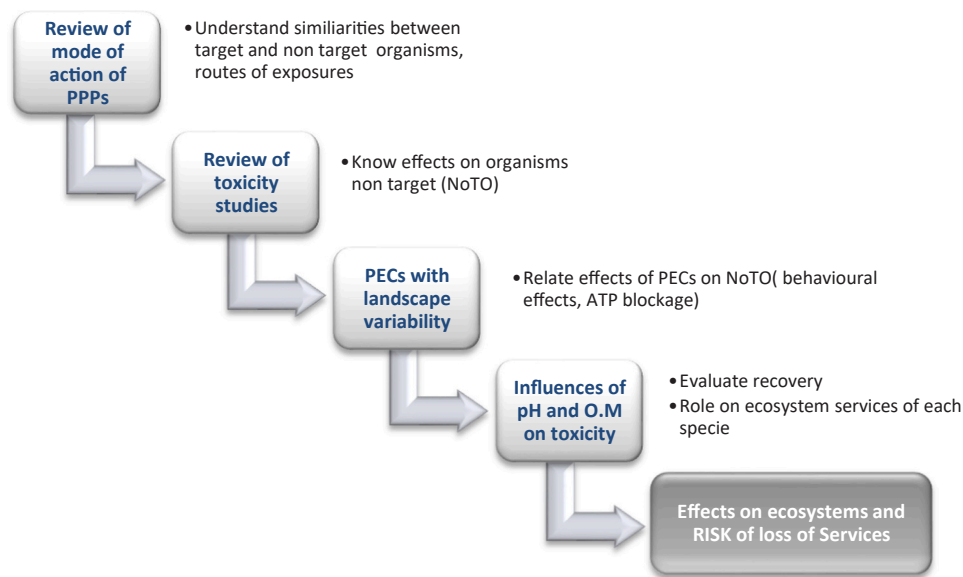 Review of
mode of
action of
PPPs
•Understand similiarities between
target and non target organisms,
routes of exposures
Review of
toxicity
studies
•Know effects on organisms
non target (NoTO)
PECs with
landscape
variability
•Relate effects of PECs on NoTO( behavioural
effects, ATP blockage)
Influences of
pH and O.M
on toxicity
•Evaluate recovery
•Role on ecosystem services of each
specie
Effects on ecosystems and
RISK of loss of Services